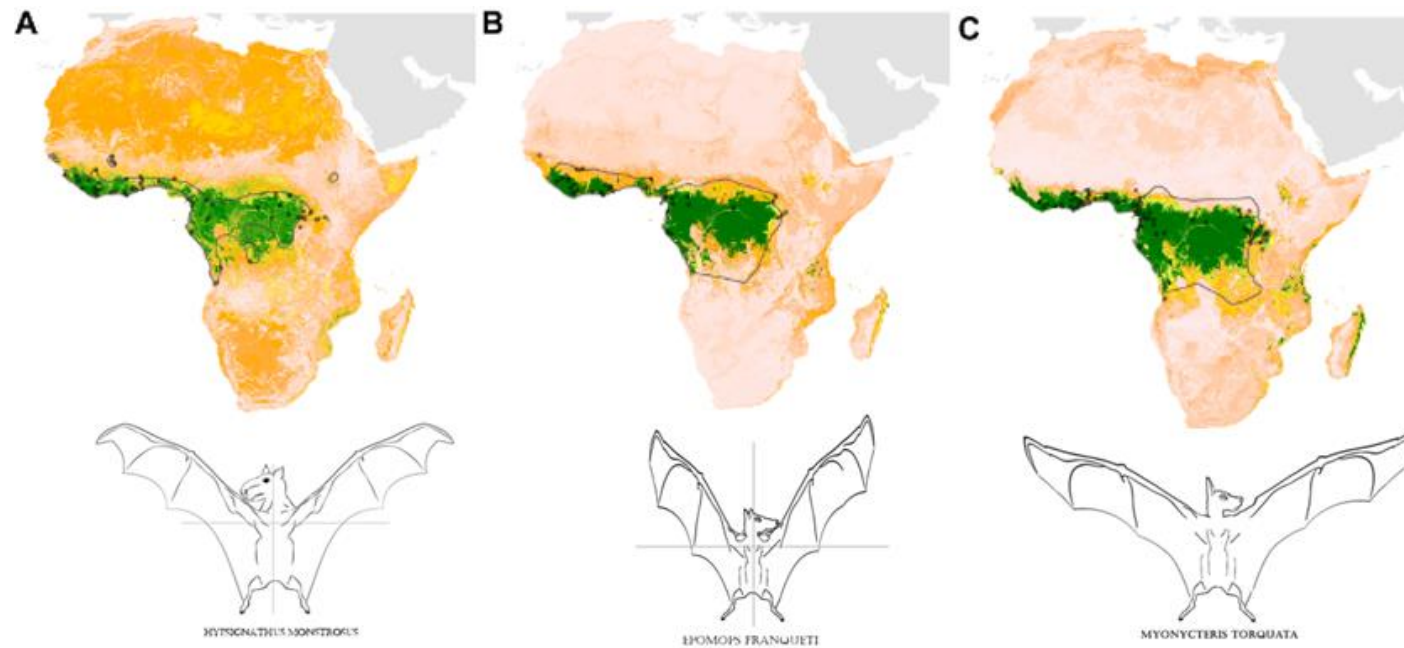 A
B
C
HYPSIGNATHUS MONSTROSUS
EPOMOPS FRANQUETI
MYONYCTERIS TORQUATA